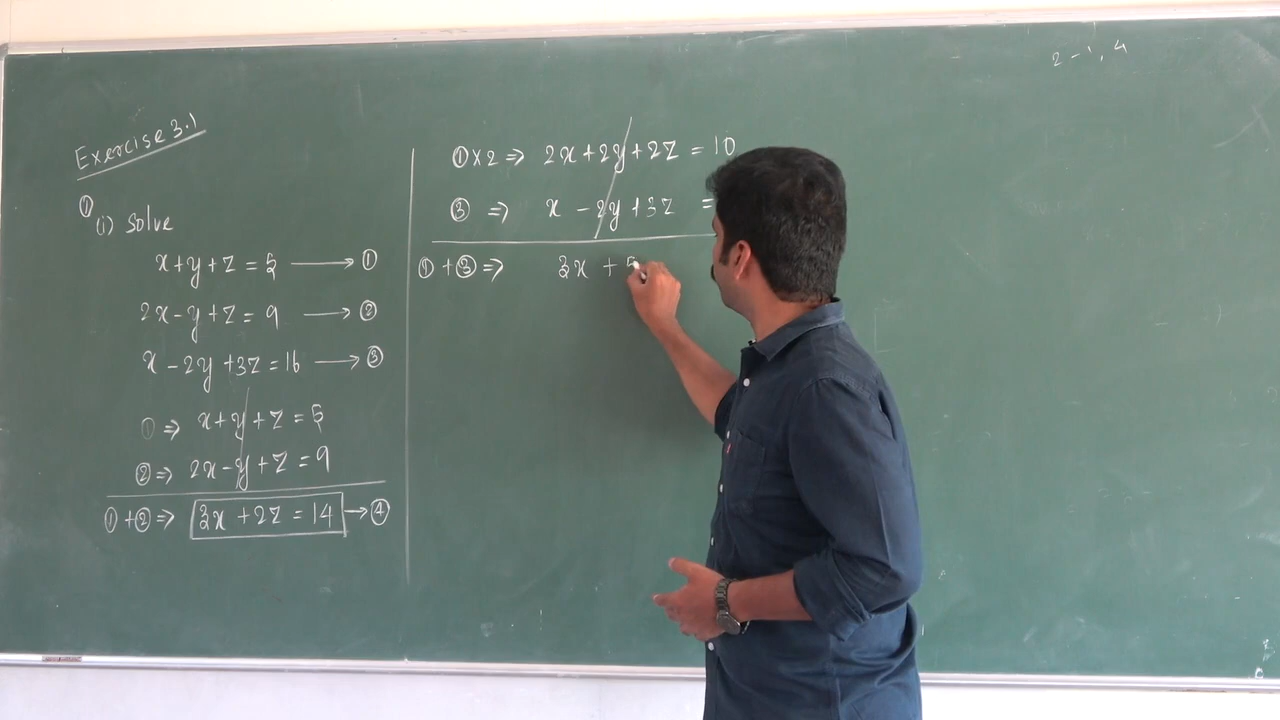 Exercise 3.1
①
(i) Solve
x+y+z = 5 ⟶ ①
2x-y+z = 9 ⟶ ②
x-2y+3z = 16 ⟶ ③
① ⇒ x+y+z = 5
② ⇒ 2x-y+z = 9
①+② ⇒ 3x+2z = 14 → ④
①×2 ⇒ 2x+2y+2z = 10
③ ⇒ x-2y+3z =
①+③ ⇒ 3x+5
2 -1, 4